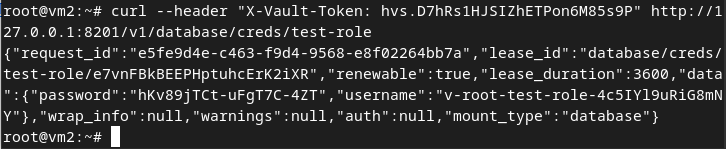 root@vm2:~# curl --header "X-Vault-Token: hvs.D7hRs1HJSIZhETPon6M85s9P" http://1
27.0.0.1:8201/v1/database/creds/test-role
{"request_id":"e5fe9d4e-c463-f9d4-9568-e8f02264bb7a","lease_id":"database/creds/
test-role/e7vnFBkBEEPHptuhcErK2iXR","renewable":true,"lease_duration":3600,"data
":{"password":"hKv89jTCt-uFgT7C-4ZT","username":"v-root-test-role-4c5IYl9uRiG8mN
Y"},"wrap_info":null,"warnings":null,"auth":null,"mount_type":"database"}
root@vm2:~#